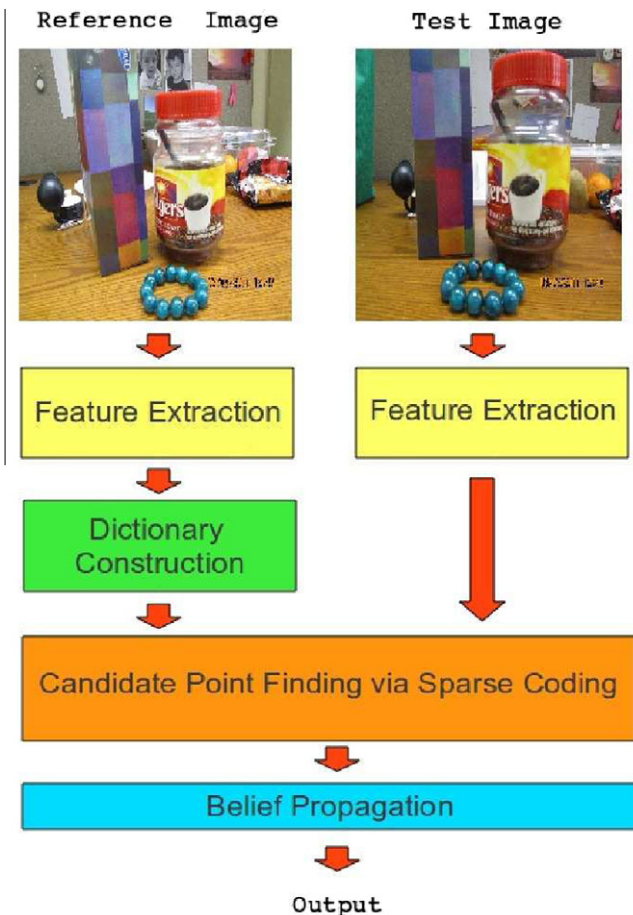 Reference Image
Test Image
Feature Extraction
Feature Extraction
Dictionary
Construction
Candidate Point Finding via Sparse Coding
Belief Propagation
Output